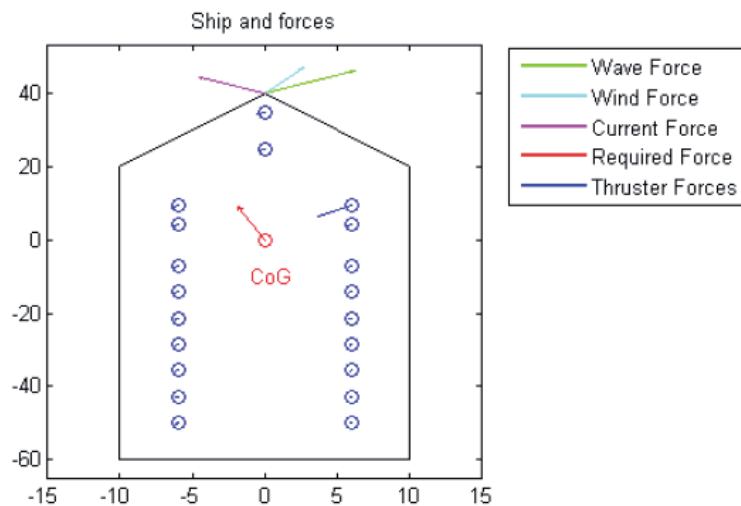 Ship and forces
40
20
0
-20
-40
-60
-15 -10 -5 0 5 10 15
CoG
Wave Force
Wind Force
Current Force
Required Force
Thruster Forces